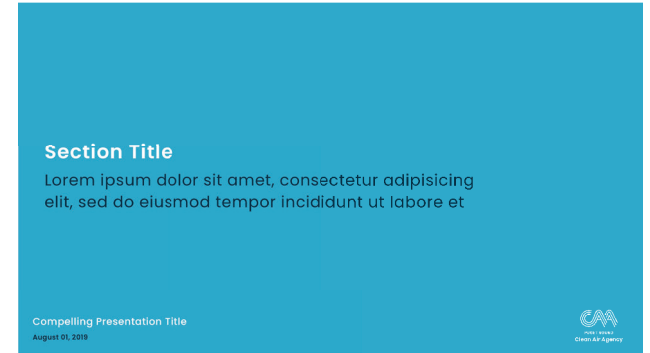 Section Title
Lorem ipsum dolor sit amet, consectetur adipisicing
elit, sed do eiusmod tempor incididunt ut labore et
Compelling Presentation Title
August 01, 2019
Clean Air Agency